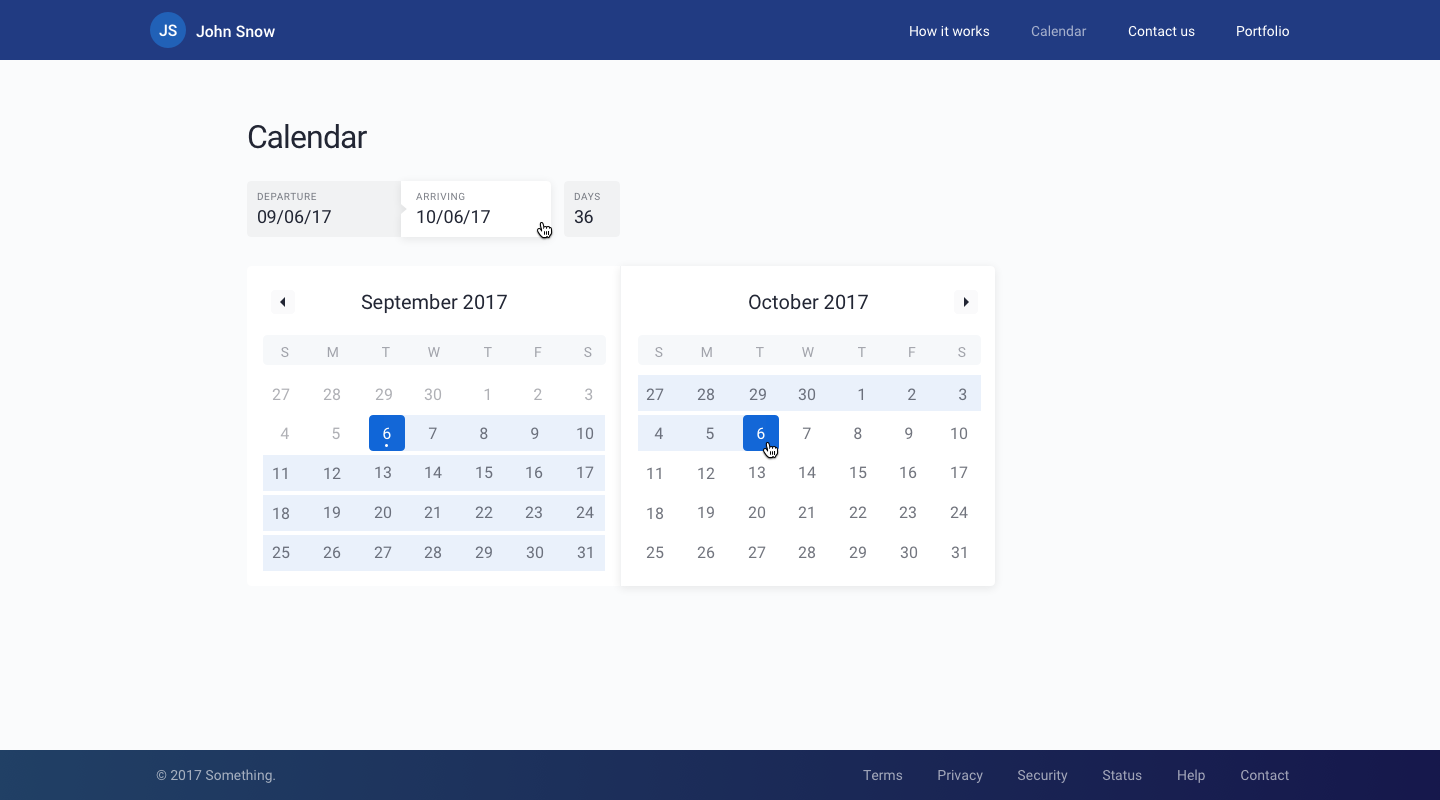 JS John Snow How it works Calendar Contact us Portfolio
Calendar
DEPARTURE ARRIVING DAYS
09/06/17 10/06/17 36
September 2017
S M T W T F S
27 28 29 30 1 2 3
4 5 6 7 8 9 10
11 12 13 14 15 16 17
18 19 20 21 22 23 24
25 26 27 28 29 30 31
October 2017
S M T W T F S
27 28 29 30 1 2 3
4 5 6 7 8 9 10
11 12 13 14 15 16 17
18 19 20 21 22 23 24
25 26 27 28 29 30 31
© 2017 Something. Terms Privacy Security Status Help Contact